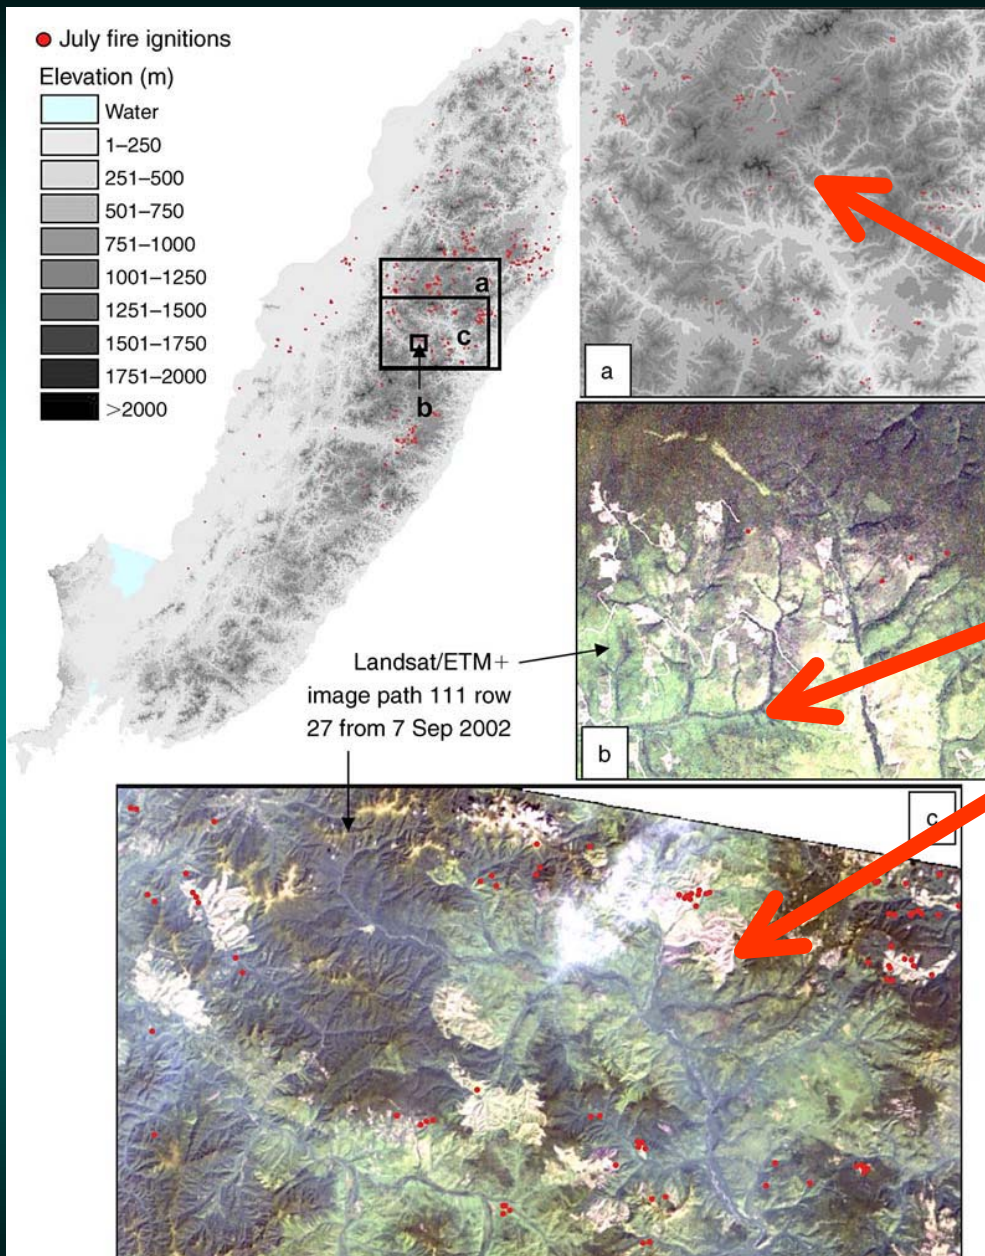 July fire ignitions
Elevation (m)
Water
1–250
251–500
501–750
751–1000
1001–1250
1251–1500
1501–1750
1751–2000
>2000
a
c
b
Landsat/ETM+
image path 111 row
27 from 7 Sep 2002
a
b
c